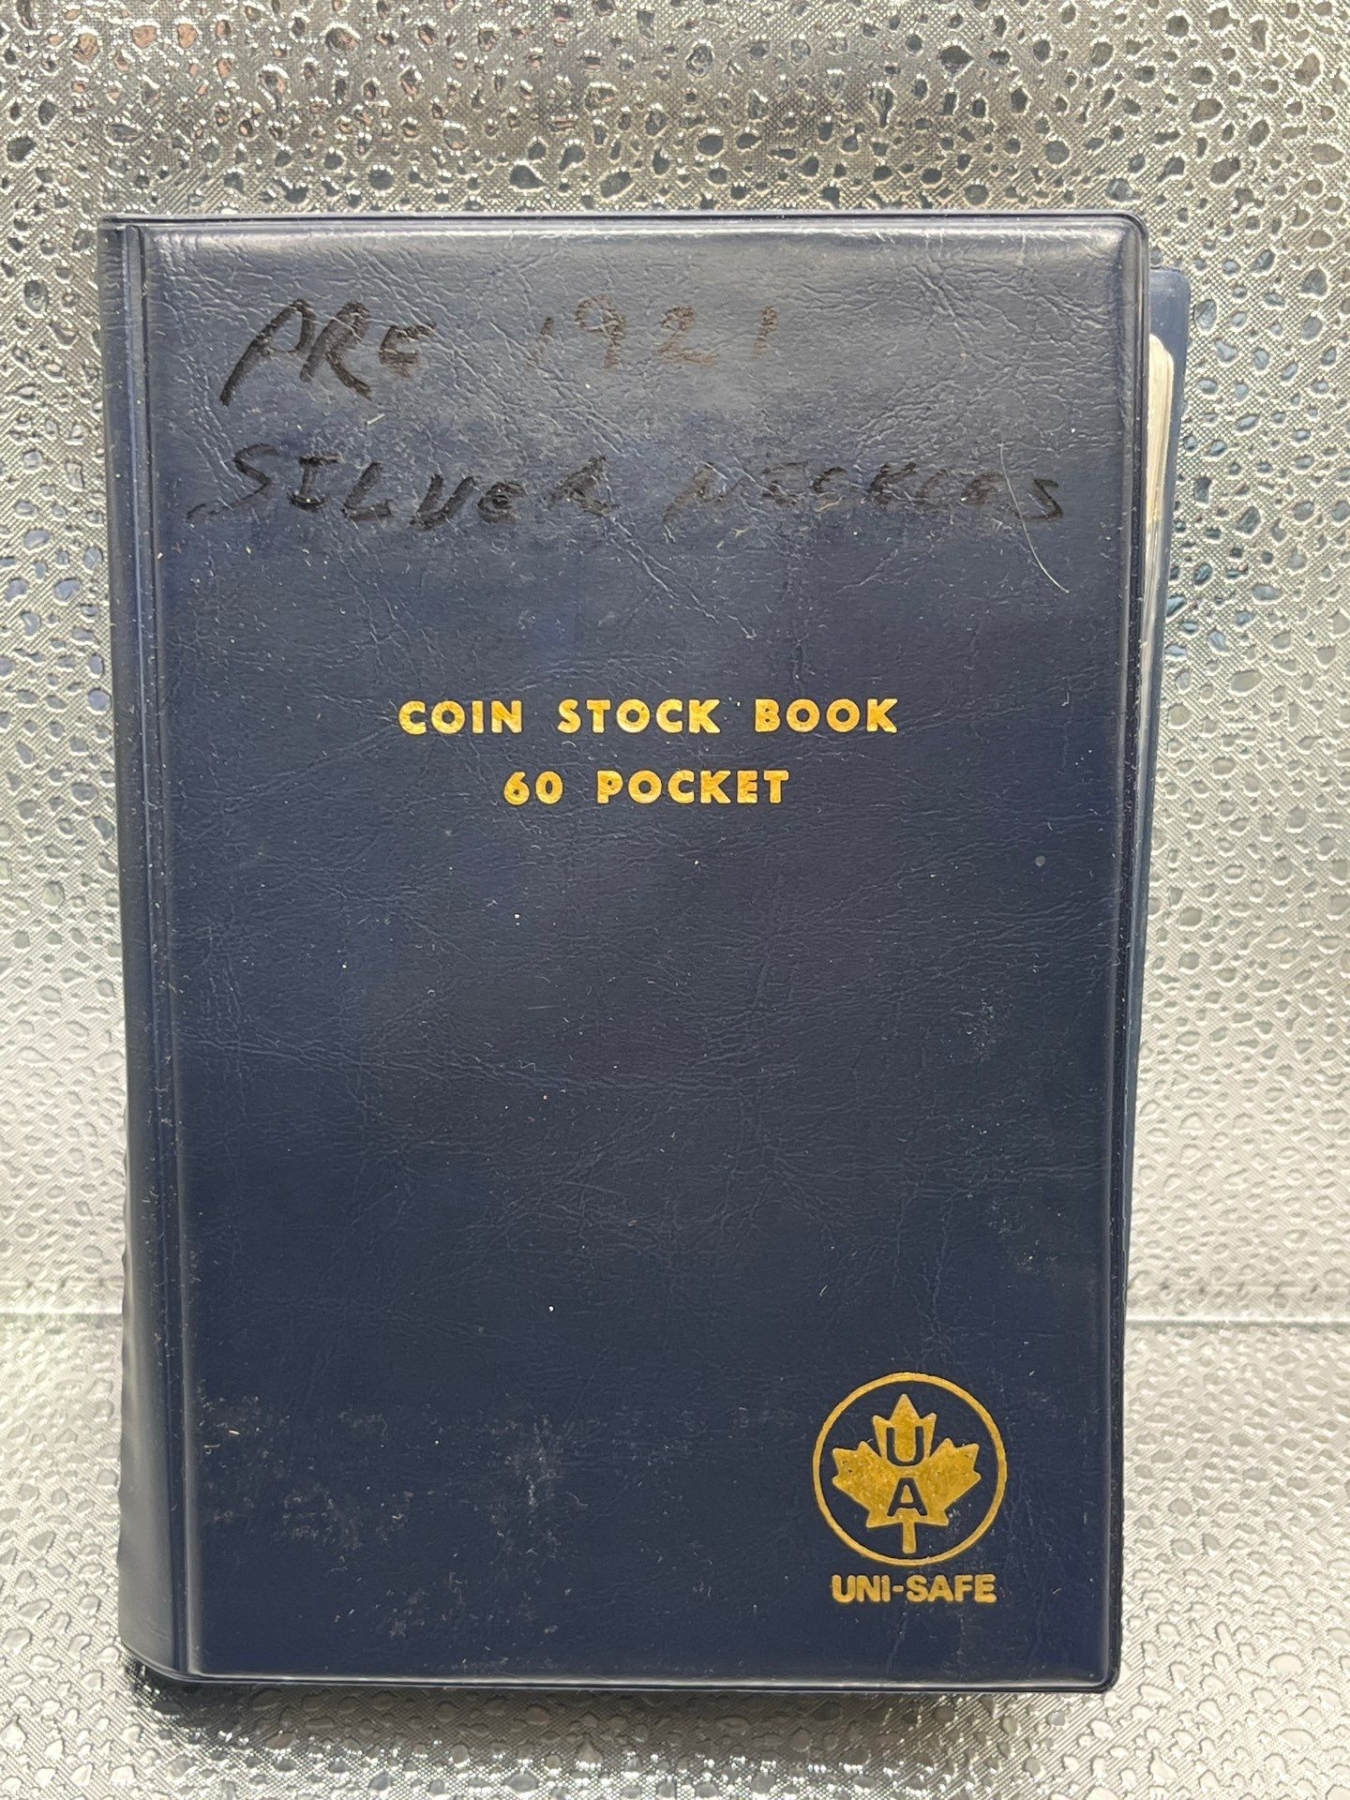 PRE 1921
SILVER NICKLES
COIN STOCK BOOK
60 POCKET
U
A
UNI-SAFE